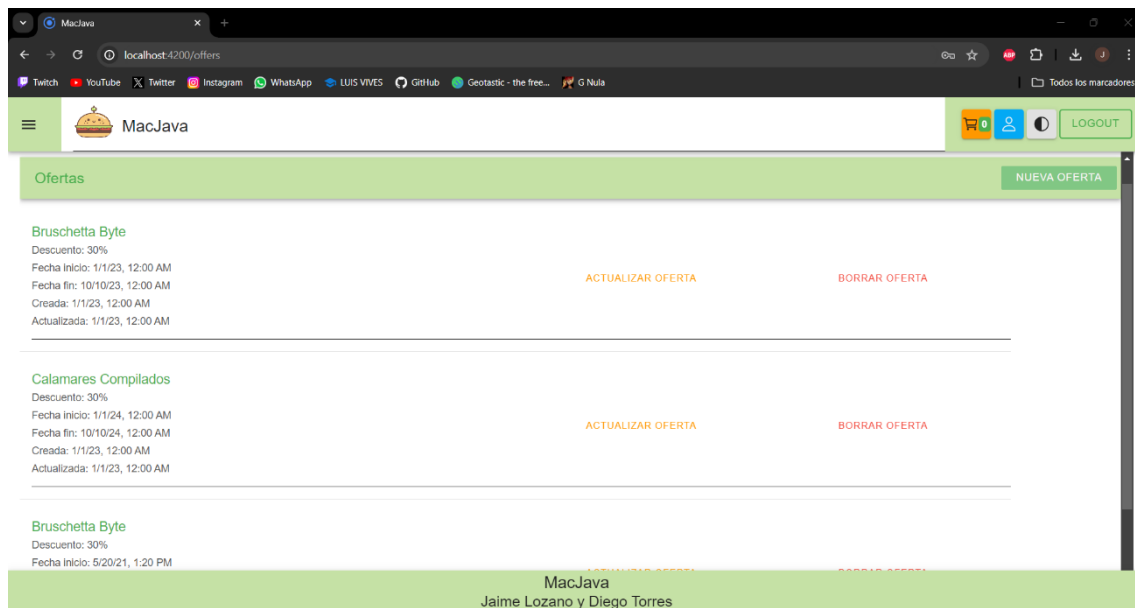 MacJava
localhost:4200/offers
ABP
J
Twitch
YouTube
Twitter
Instagram
WhatsApp
LUIS VIVES
GitHub
Geotastic - the free...
G Nula
Todos los marcadores
MacJava
0
LOGOUT
Ofertas
NUEVA OFERTA
Bruschetta Byte
Descuento: 30%
Fecha inicio: 1/1/23, 12:00 AM
Fecha fin: 10/10/23, 12:00 AM
Creada: 1/1/23, 12:00 AM
Actualizada: 1/1/23, 12:00 AM
ACTUALIZAR OFERTA
BORRAR OFERTA
Calamares Compilados
Descuento: 30%
Fecha inicio: 1/1/24, 12:00 AM
Fecha fin: 10/10/24, 12:00 AM
Creada: 1/1/23, 12:00 AM
Actualizada: 1/1/23, 12:00 AM
ACTUALIZAR OFERTA
BORRAR OFERTA
Bruschetta Byte
Descuento: 30%
Fecha inicio: 5/20/21, 1:20 PM
ACTUALIZAR OFERTA
BORRAR OFERTA
MacJava
Jaime Lozano y Diego Torres